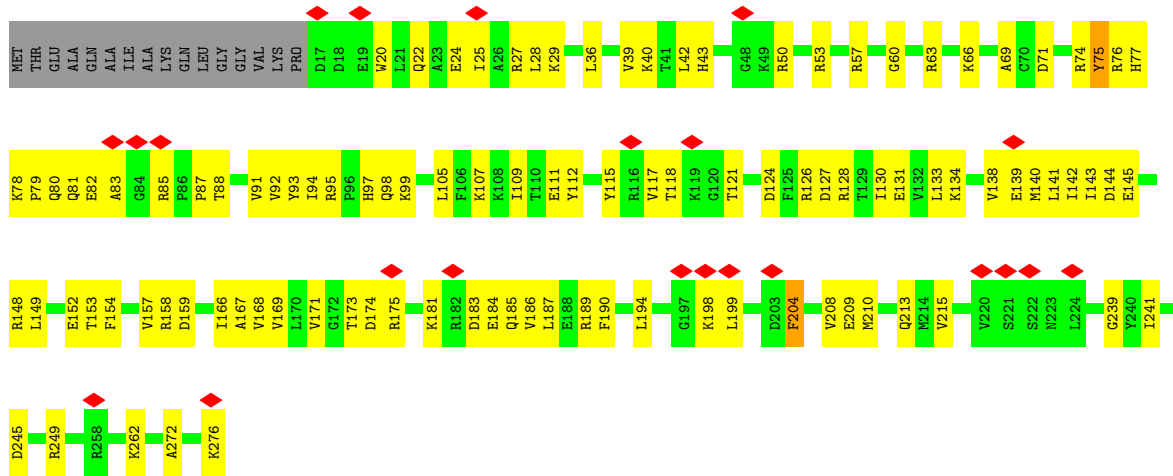 MET THR GLU ALA GLN ALA ILE ALA LYS GLN LEU GLY GLY VAL LYS PRO D17 D18 E19 W20 L21 Q22 A23 E24 I25 A26 R27 L28 K29 L36 V39 K40 T41 L42 H43 G48 K49 R50 R53 R57 G60 R63 K66 A69 C70 D71 R74 Y75 R76 H77
K78 P79 Q80 Q81 E82 A83 G84 R85 P86 P87 T88 V91 V92 Y93 I94 R95 P96 H97 Q98 K99 L105 F106 K107 K108 I109 T110 E111 Y112 Y115 R116 V117 T118 K119 G120 T121 D124 F125 R126 D127 R128 T129 I130 E131 V132 L133 K134 V138 E139 M140 L141 I142 I143 D144 E145
R148 L149 E152 T153 F154 V157 R158 D159 I166 A167 V168 V169 L170 V171 G172 T173 D174 R175 K181 R182 D183 E184 Q185 V186 L187 E188 R189 F190 L194 G197 K198 L199 D203 F204 V208 E209 M210 Q213 M214 V215 V220 S221 S222 N223 L224 G239 Y240 I241
D245 R249 R258 K262 A272 K276